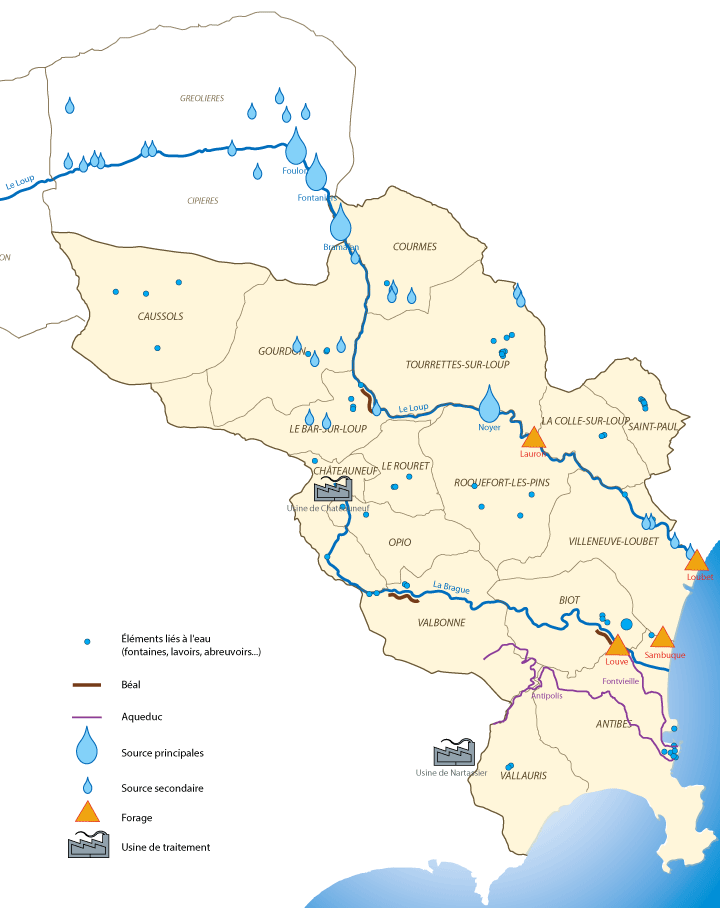 GREOLIERES
Le Loup
Foulon
Fontaniers
CIPIERES
Bramafan
COURMES
ON
CAUSSOLS
GOURDON
TOURRETTES-SUR-LOUP
Le Loup
LE BAR-SUR-LOUP
Noyer
LA COLLE-SUR-LOUP
SAINT-PAUL
Lauron
CHÂTEAUNEUF
LE ROURET
ROQUEFORT-LES-PINS
Usine de Chateauneuf
OPIO
VILLENEUVE-LOUBET
Loubet
La Brague
BIOT
VALBONNE
Sambuque
Louve
Fontvieille
Antipolis
ANTIBES
Usine de Nartassier
VALLAURIS
Éléments liés à l'eau
(fontaines, lavoirs, abreuvoirs...)
Béal
Aqueduc
Source principales
Source secondaire
Forage
Usine de traitement